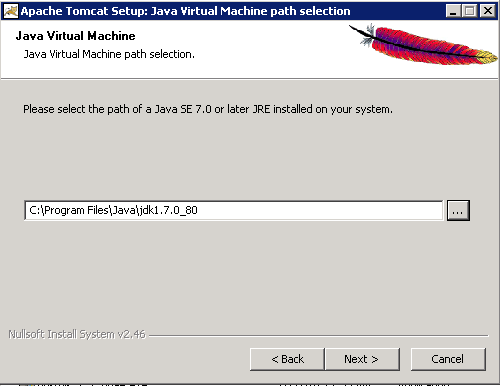 Apache Tomcat Setup: Java Virtual Machine path selection
Java Virtual Machine
Java Virtual Machine path selection.
Please select the path of a Java SE 7.0 or later JRE installed on your system.
C:\Program Files\Java\jdk1.7.0_80
...
Nullsoft Install System v2.46
< Back
Next >
Cancel